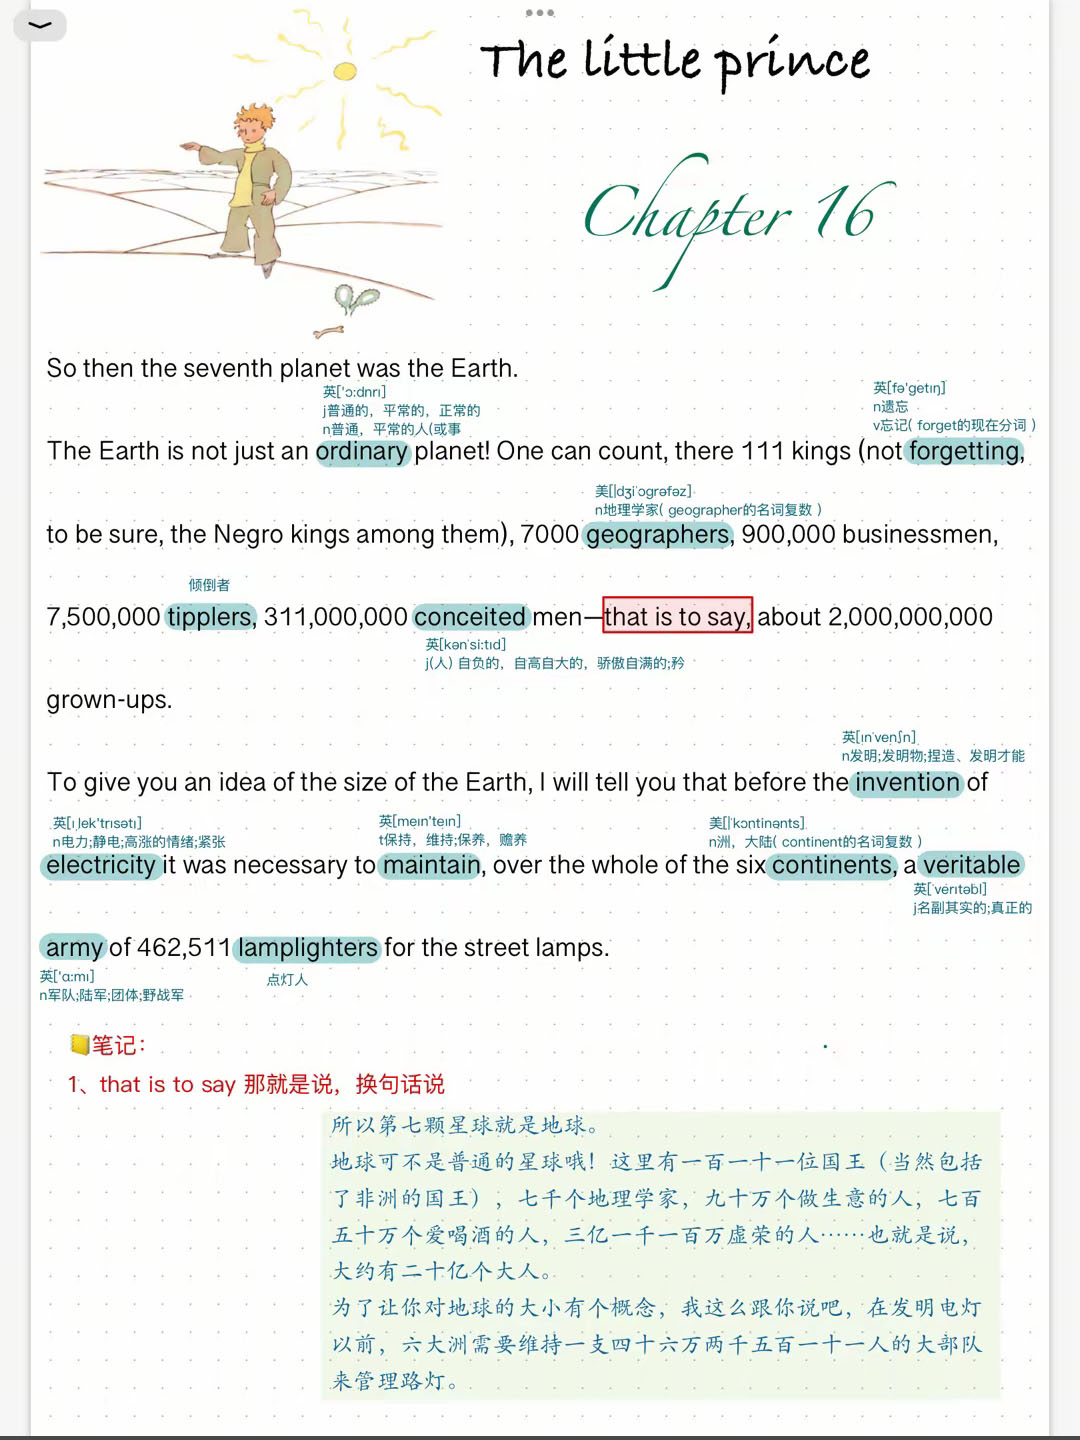 The little prince
Chapter 16
So then the seventh planet was the Earth.
英['ɔ:dnrı]
j普通的，平常的，正常的
n普通，平常的人(或事
英[fə'getıŋ]
n遗忘
v忘记( forget的现在分词 )
The Earth is not just an ordinary planet! One can count, there 111 kings (not forgetting,
美[|dʒiˈɔgrəfəz]
n地理学家( geographer的名词复数 )
to be sure, the Negro kings among them), 7000 geographers, 900,000 businessmen,
倾倒者
7,500,000 tipplers, 311,000,000 conceited men—that is to say, about 2,000,000,000
英[kənˈsi:tıd]
j(人) 自负的，自高自大的，骄傲自满的;矜
grown-ups.
英[ınˈvenʃn]
n发明;发明物;捏造、发明才能
To give you an idea of the size of the Earth, I will tell you that before the invention of
英[ıˌlek'trısətı]
n电力;静电;高涨的情绪;紧张
英[meın'teın]
t保持，维持;保养，赡养
美[|ˈkɔntinənts]
n洲，大陆( continent的名词复数 )
electricity it was necessary to maintain, over the whole of the six continents, a veritable
英[ˈverıtəbl]
j名副其实的;真正的
army of 462,511 lamplighters for the street lamps.
英['ɑ:mı]
n军队;陆军;团体;野战军
点灯人
📒笔记：
1、that is to say 那就是说，换句话说
所以第七颗星球就是地球。
地球可不是普通的星球哦！这里有一百一十一位国王（当然包括
了非洲的国王），七千个地理学家，九十万个做生意的人，七百
五十万个爱喝酒的人，三亿一千一百万虚荣的人……也就是说，
大约有二十亿个大人。
为了让你对地球的大小有个概念，我这么跟你说吧，在发明电灯
以前，六大洲需要维持一支四十六万两千五百一十一人的大部队
来管理路灯。